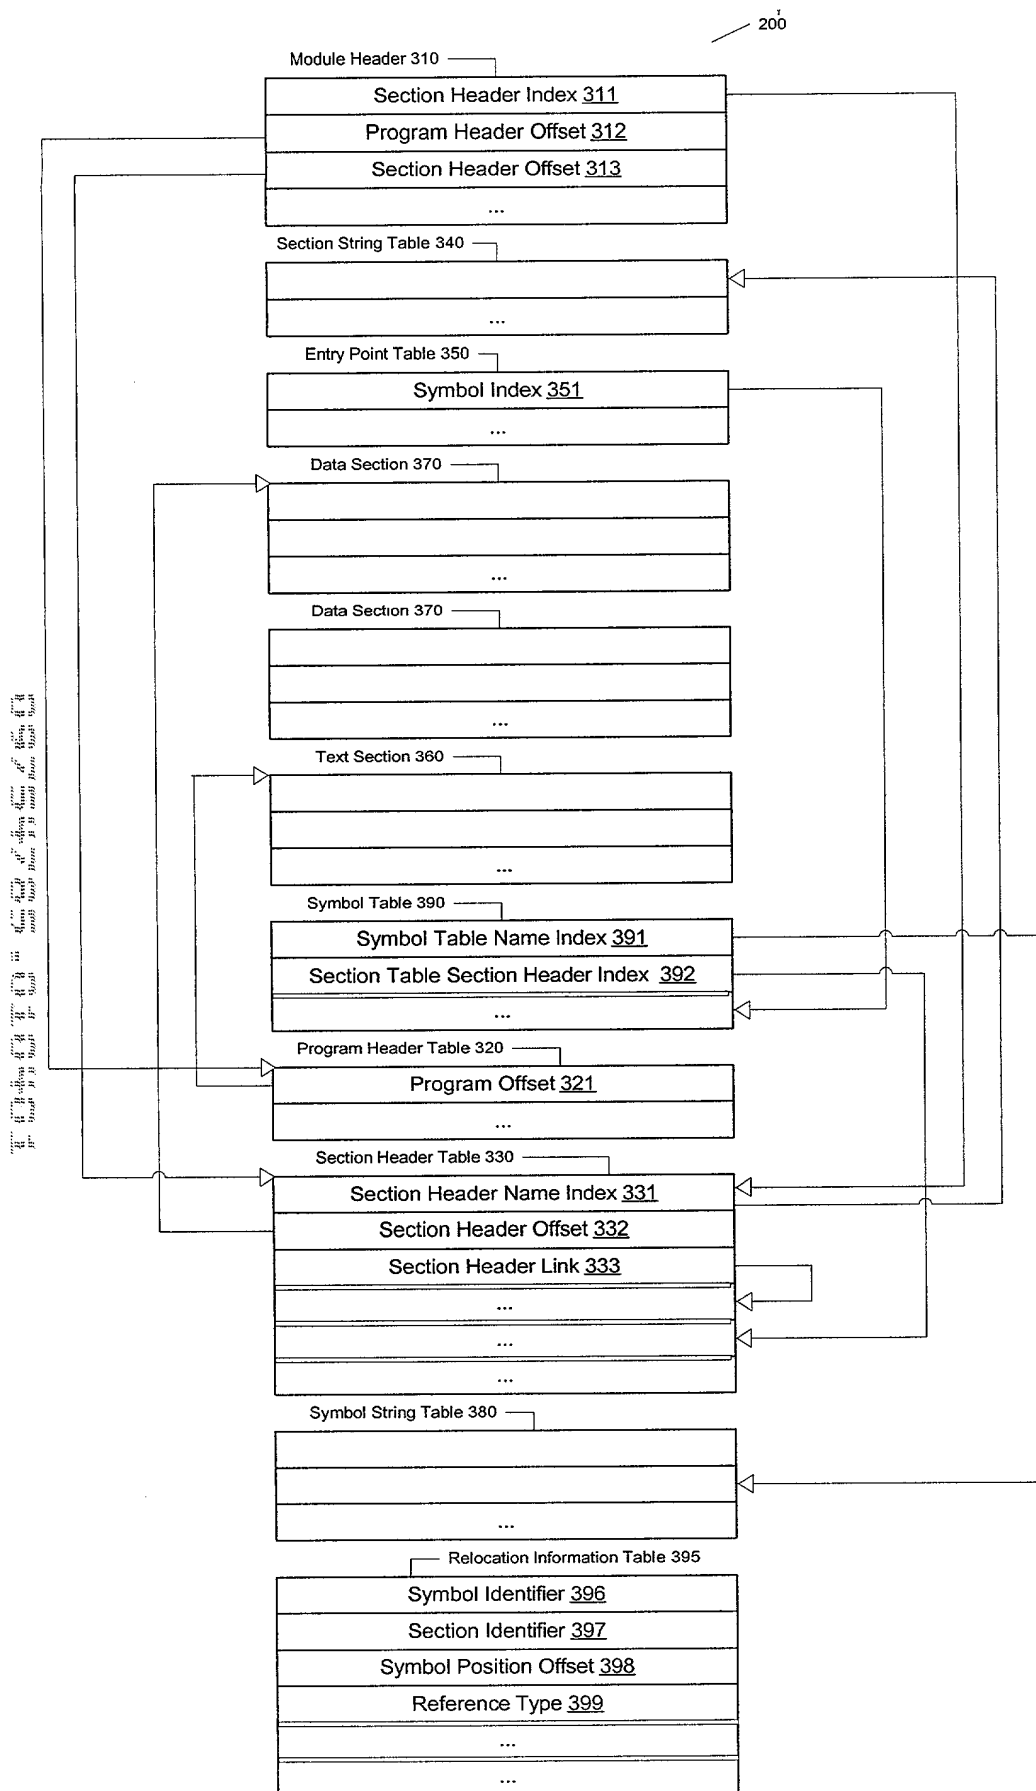 200
Module Header 310
Section Header Index 311
Program Header Offset 312
Section Header Offset 313
...
Section String Table 340
...
Entry Point Table 350
Symbol Index 351
...
Data Section 370
...
Data Section 370
...
Text Section 360
...
Symbol Table 390
Symbol Table Name Index 391
Section Table Section Header Index 392
...
Program Header Table 320
Program Offset 321
...
Section Header Table 330
Section Header Name Index 331
Section Header Offset 332
Section Header Link 333
...
...
...
Symbol String Table 380
...
Relocation Information Table 395
Symbol Identifier 396
Section Identifier 397
Symbol Position Offset 398
Reference Type 399
...
...